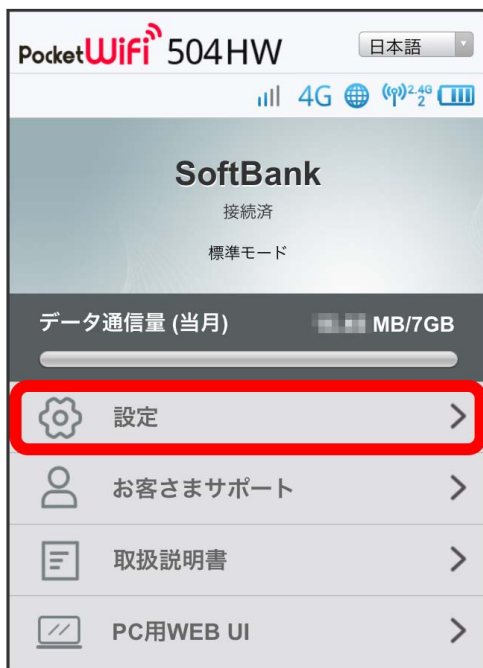 PocketWiFi 504HW
日本語
4G 2.4G 2
SoftBank
接続済
標準モード
データ通信量 (当月) MB/7GB
設定
お客さまサポート
取扱説明書
PC用WEB UI